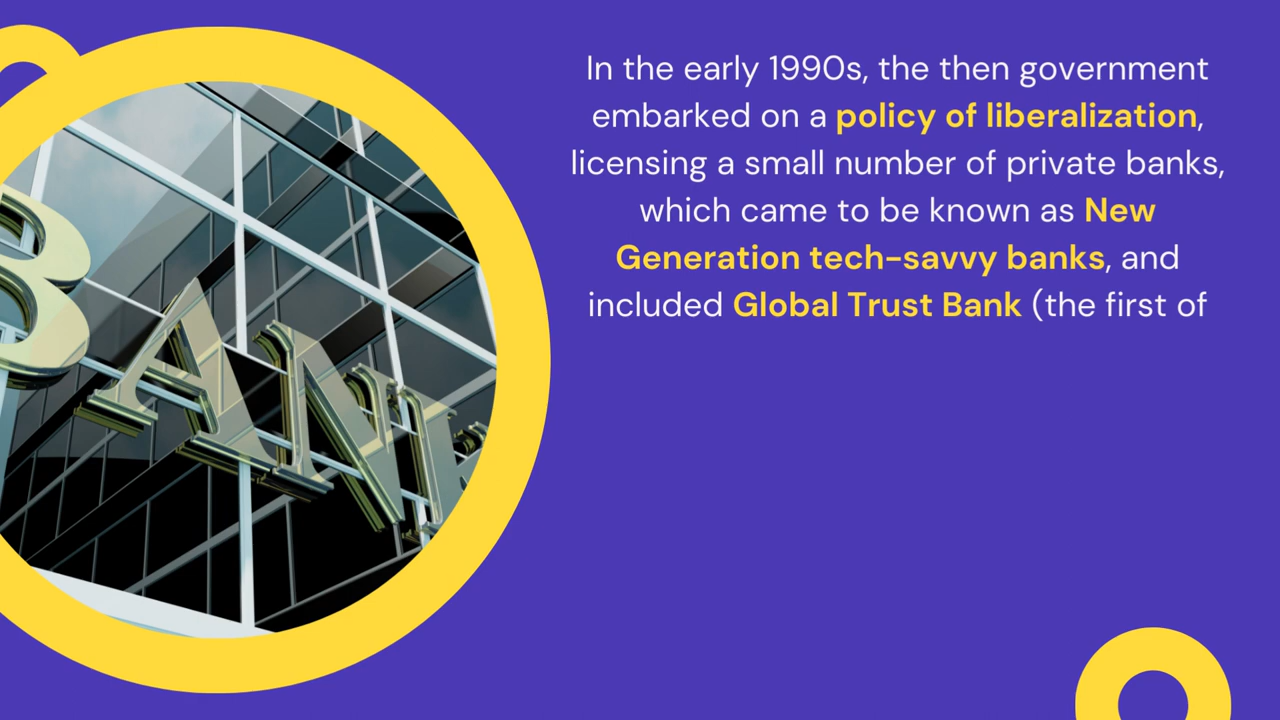 In the early 1990s, the then government
embarked on a policy of liberalization,
licensing a small number of private banks,
which came to be known as New
Generation tech-savvy banks, and
included Global Trust Bank (the first of
BANK